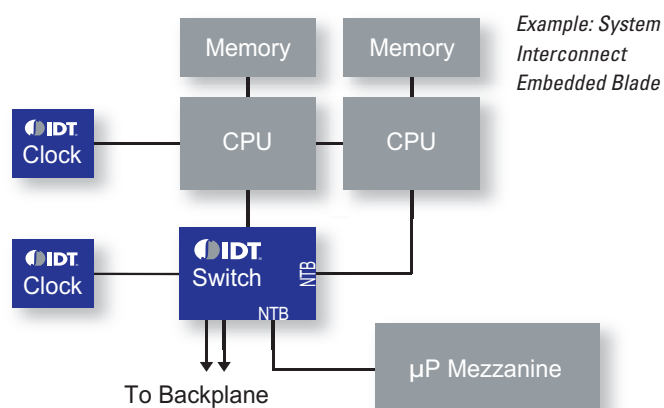 Memory
Memory
Example: System
Interconnect
Embedded Blade
IDT
Clock
CPU
CPU
IDT
Clock
IDT
Switch
NTB
NTB
To Backplane
µP Mezzanine